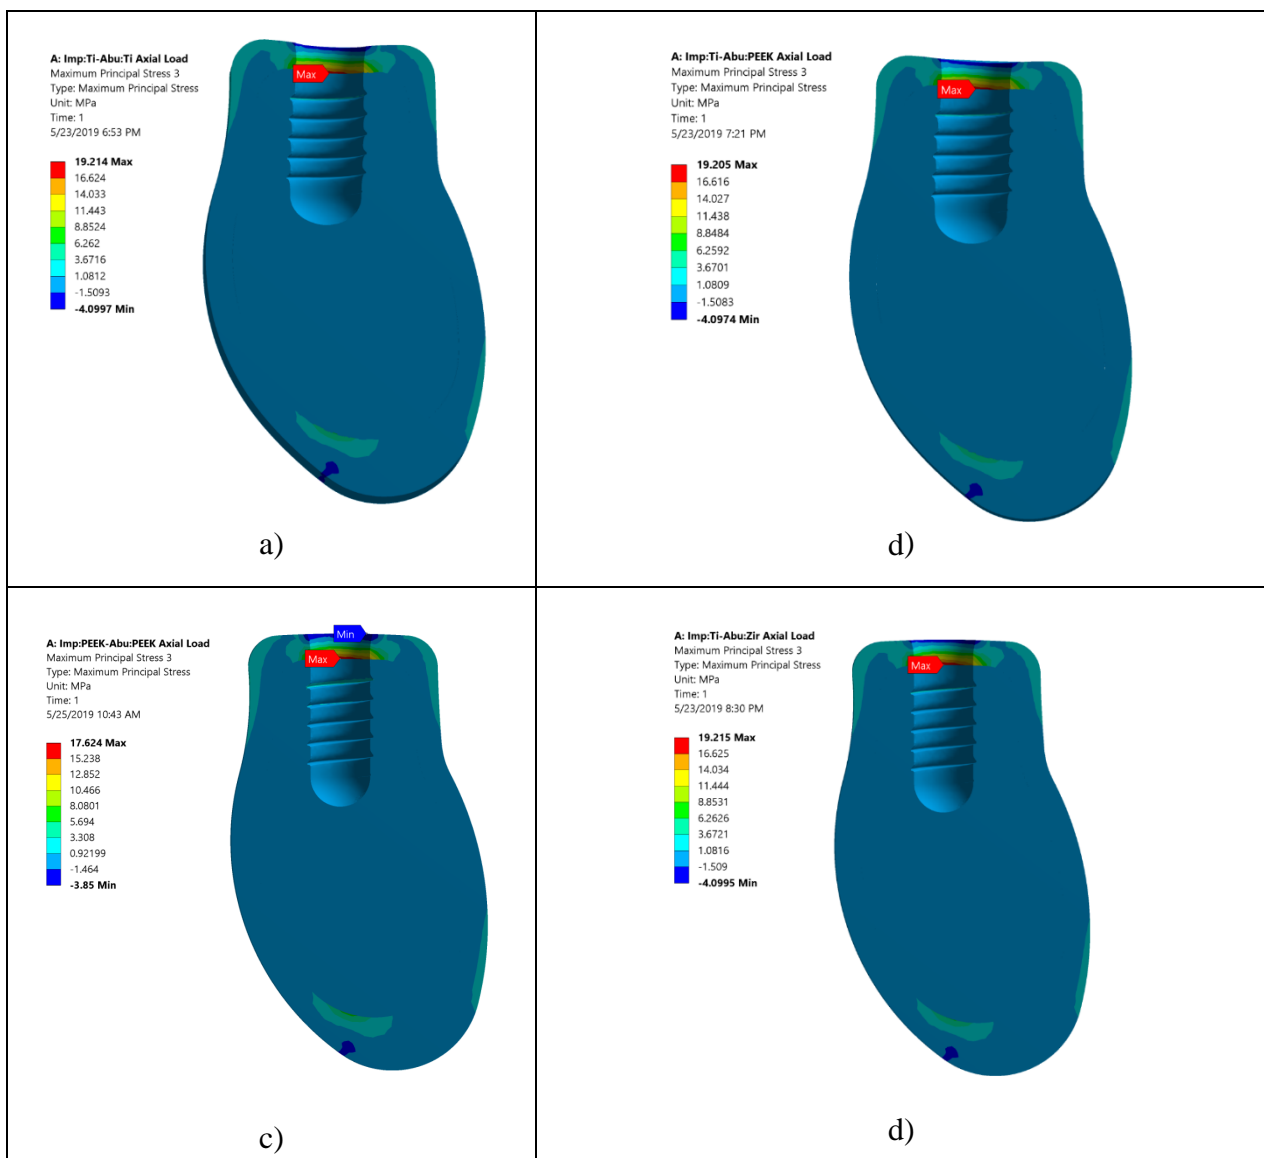 A: Imp:Ti-Abu:Ti Axial Load
Maximum Principal Stress 3
Type: Maximum Principal Stress
Unit: MPa
Time: 1
5/23/2019 6:53 PM
Max
19.214 Max
16.624
14.033
11.443
8.8524
6.262
3.6716
1.0812
-1.5093
-4.0997 Min
a)
A: Imp:Ti-Abu:PEEK Axial Load
Maximum Principal Stress 3
Type: Maximum Principal Stress
Unit: MPa
Time: 1
5/23/2019 7:21 PM
Max
19.205 Max
16.616
14.027
11.438
8.8484
6.2592
3.6701
1.0809
-1.5083
-4.0974 Min
d)
A: Imp:PEEK-Abu:PEEK Axial Load
Maximum Principal Stress 3
Type: Maximum Principal Stress
Unit: MPa
Time: 1
5/25/2019 10:43 AM
Min
Max
17.624 Max
15.238
12.852
10.466
8.0801
5.694
3.308
0.92199
-1.464
-3.85 Min
c)
A: Imp:Ti-Abu:Zir Axial Load
Maximum Principal Stress 3
Type: Maximum Principal Stress
Unit: MPa
Time: 1
5/23/2019 8:30 PM
Max
19.215 Max
16.625
14.034
11.444
8.8531
6.2626
3.6721
1.0816
-1.509
-4.0995 Min
d)